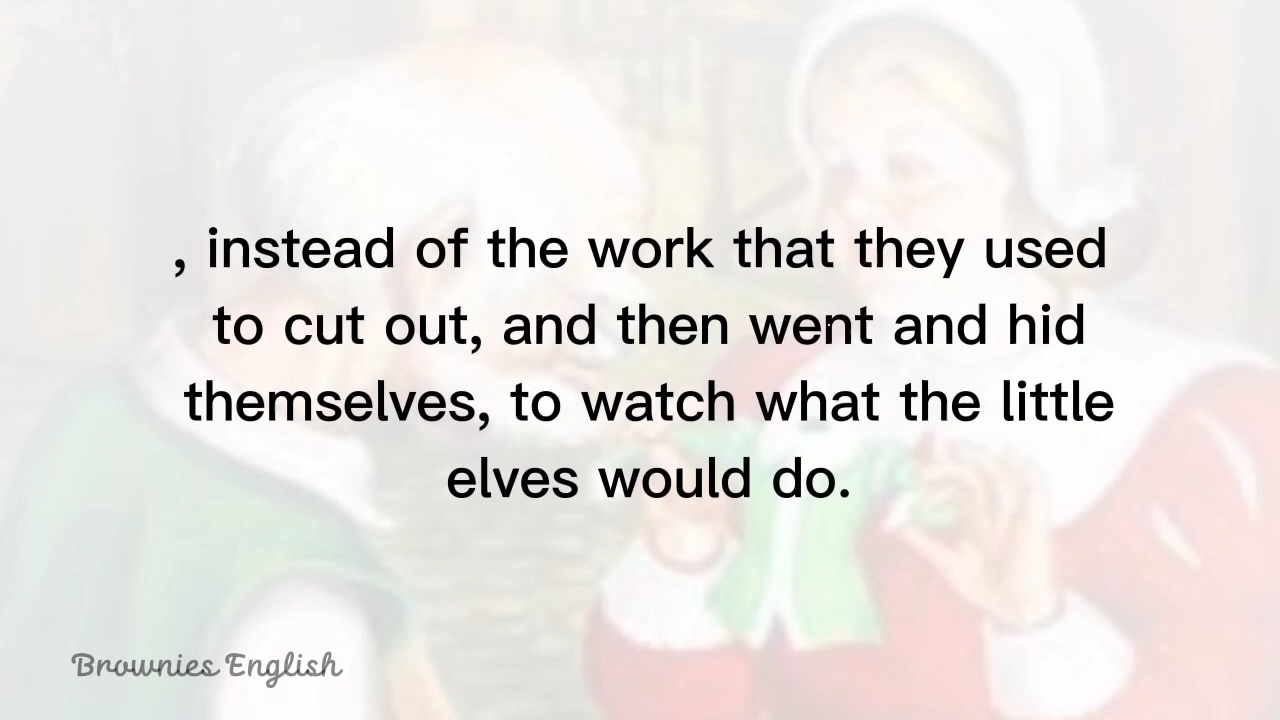 , instead of the work that they used
to cut out, and then went and hid
themselves, to watch what the little
elves would do.
Brownies English